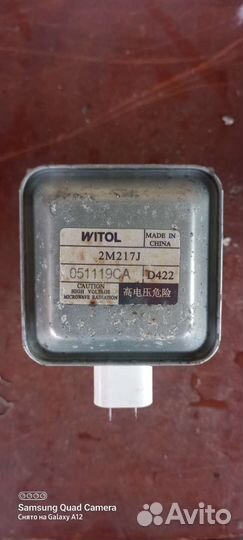 WITOL
MADE IN
CHINA
2M217J
051119CA
D422
CAUTION
HIGH VOLTAGE
MICROWAVE RADIATION
高电压危险
SAMSUNG QUAD CAMERA
Снято на Galaxy A12
Avito